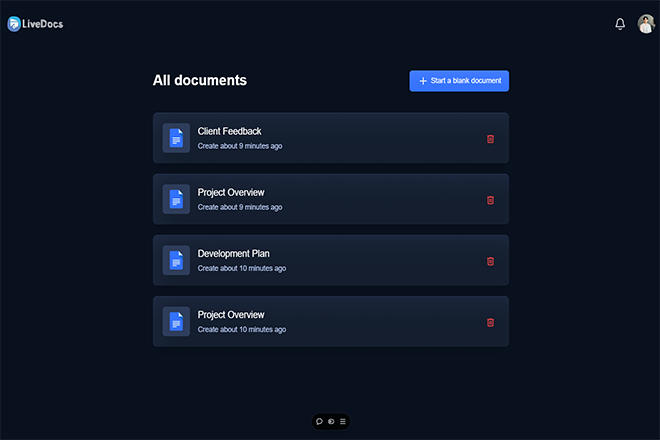 LiveDocs
All documents
Start a blank document
Client Feedback
Create about 9 minutes ago
Project Overview
Create about 9 minutes ago
Development Plan
Create about 10 minutes ago
Project Overview
Create about 10 minutes ago